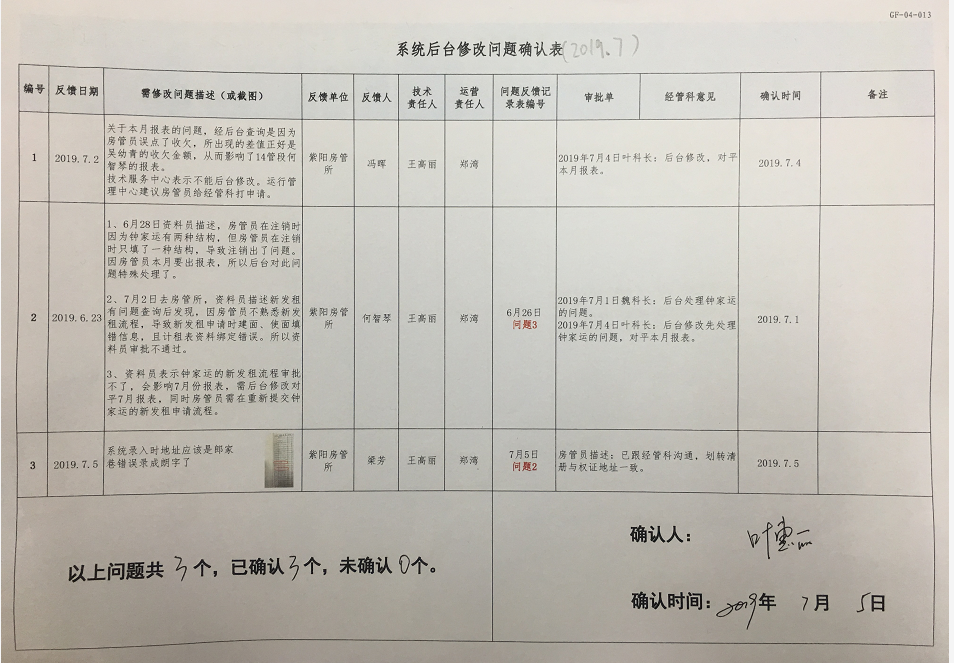 GF-04-013
系统后台修改问题确认表(2019.7)
编号 反馈日期 需修改问题描述（或截图） 反馈单位 反馈人 技术责任人 运营责任人 问题反馈记录表编号 审批单 经管科意见 确认时间 备注
1
2019.7.2
关于本月报表的问题，经后台查询是因为
房管员误点了收欠，所出现的差值正好是
吴幼青的收欠金额，从而影响了14管段何
智琴的报表。
技术服务中心表示不能后台修改。运行管
理中心建议房管员给经管科打申请。
紫阳房管
所
冯晖
王高丽
郑湾
2019年7月4日叶科长：后台修改，对平
本月报表。
2019.7.4
2
2019.6.23
1、6月28日资料员描述，房管员在注销时
因为钟家运有两种结构，但房管员在注销
时只填了一种结构，导致注销出了问题。
因房管员本月要出报表，所以后台对此问
题特殊处理了。
2、7月2日去房管所，资料员描述新发租
有问题查询后发现，因房管员不熟悉新发
租流程，导致新发租申请时建面、使面填
错信息，且计租表资料绑定错误。所以资
料员审批不通过。
3、资料员表示钟家运的新发租流程审批
不了，会影响7月份报表，需后台修改对
平7月报表，同时房管员需在重新提交钟
家运的新发租申请流程。
紫阳房管
所
何智琴
王高丽
郑湾
6月26日
问题3
2019年7月1日魏科长：后台处理钟家运
的问题。
2019年7月4日叶科长：后台修改先处理
钟家运的问题，对平本月报表。
2019.7.1
3
2019.7.5
系统录入时地址应该是郎家
巷错误录成朗字了
紫阳房管
所
梁芳
王高丽
郑湾
7月5日
问题2
房管员描述：已跟经管科沟通，划转清
册与权证地址一致。
2019.7.5
以上问题共3个，已确认3个，未确认0个。
确认人：
确认时间：2019年 7月 5日